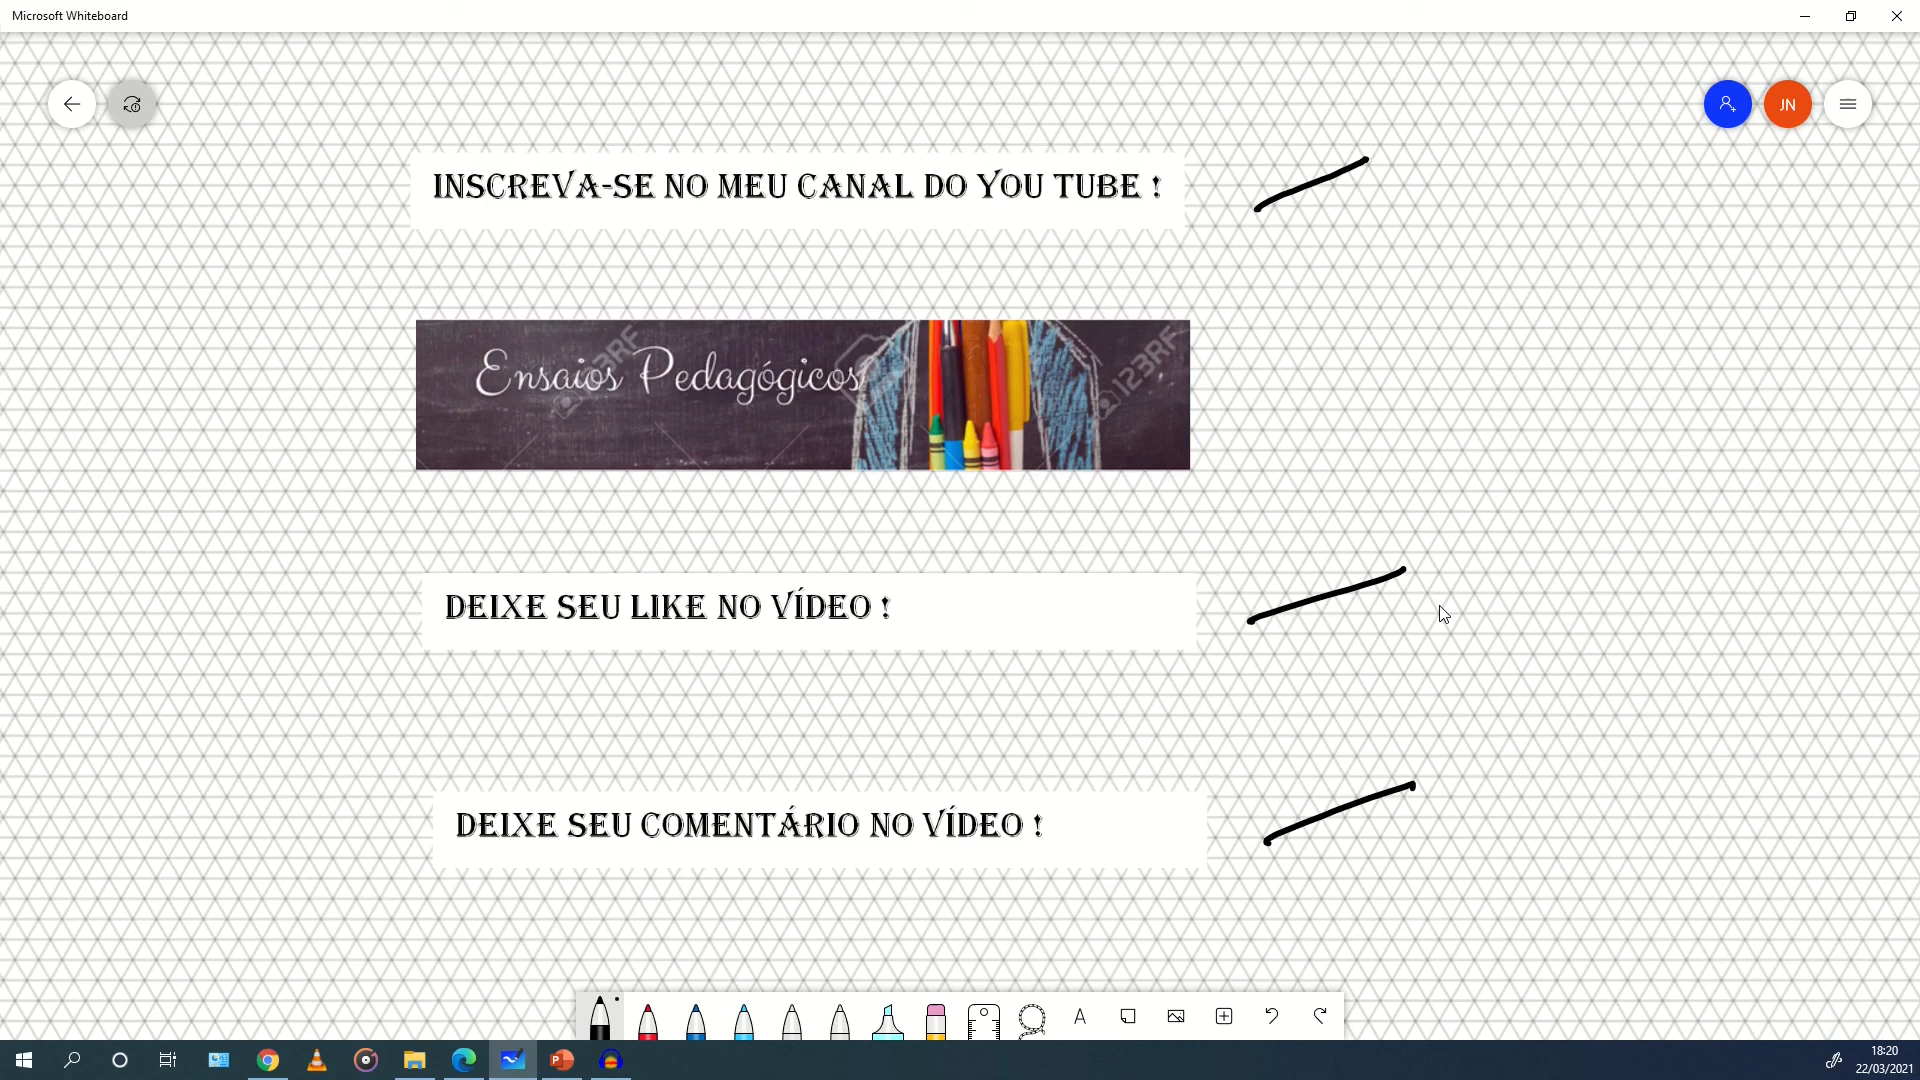 Microsoft Whiteboard
JN
INSCREVA-SE NO MEU CANAL DO YOU TUBE !
Ensaios Pedagógicos
123RF
123RF
DEIXE SEU LIKE NO VÍDEO !
DEIXE SEU COMENTÁRIO NO VÍDEO !
A
18:20
22/03/2021